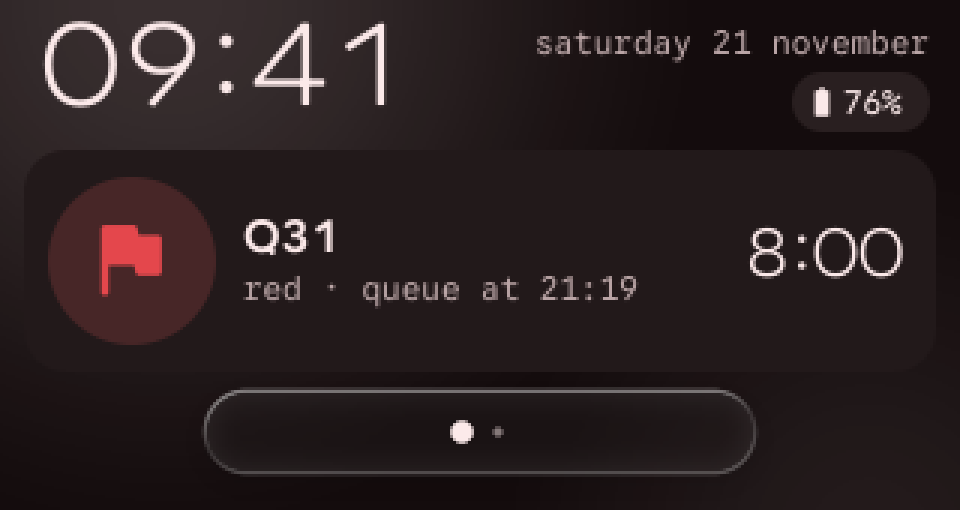 09:41
saturday 21 november
76%
Q31
red · queue at 21:19
8:00